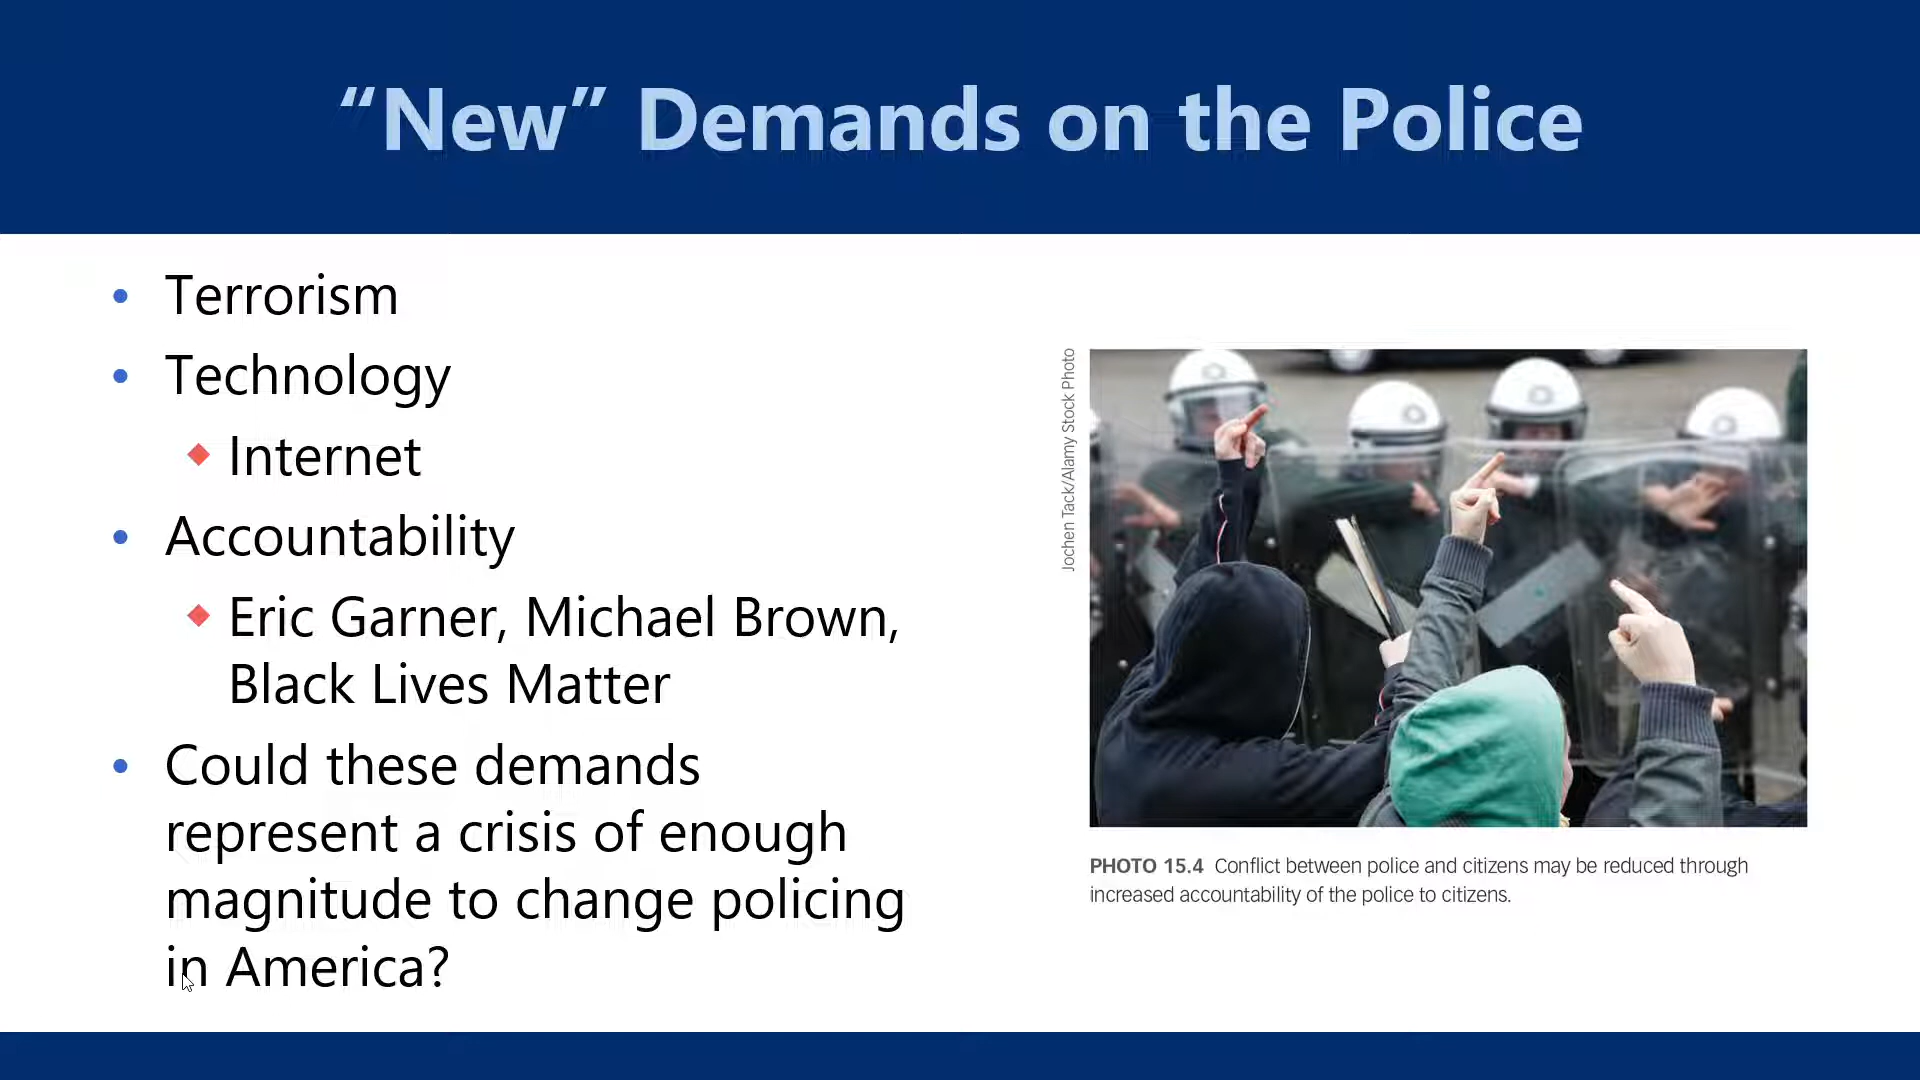 “New” Demands on the Police
• Terrorism
• Technology
◆ Internet
• Accountability
◆ Eric Garner, Michael Brown,
Black Lives Matter
• Could these demands
represent a crisis of enough
magnitude to change policing
in America?
Jochen Tack/Alamy Stock Photo
PHOTO 15.4 Conflict between police and citizens may be reduced through
increased accountability of the police to citizens.